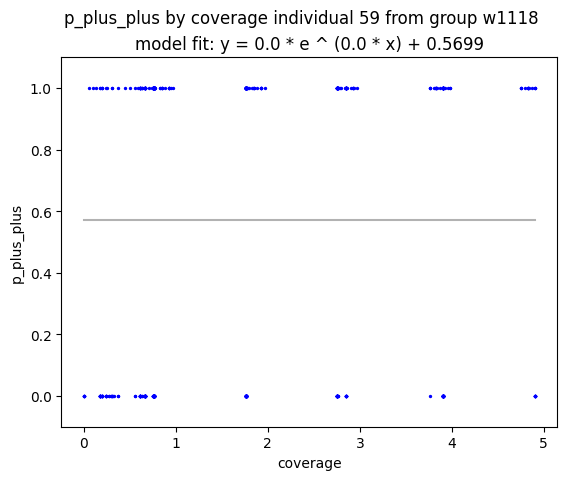 p_plus_plus by coverage individual 59 from group w1118
model fit: y = 0.0 * e ^ (0.0 * x) + 0.5699
1.0
0.8
0.6
0.4
0.2
0.0
p_plus_plus
0 1 2 3 4 5
coverage